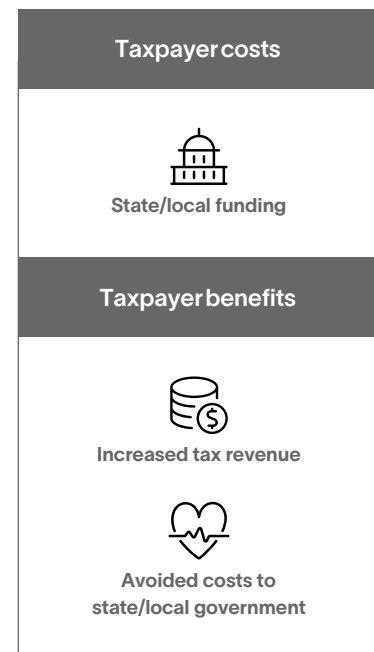 Taxpayer costs
State/local funding
Taxpayer benefits
$
Increased tax revenue
Avoided costs to
state/local government